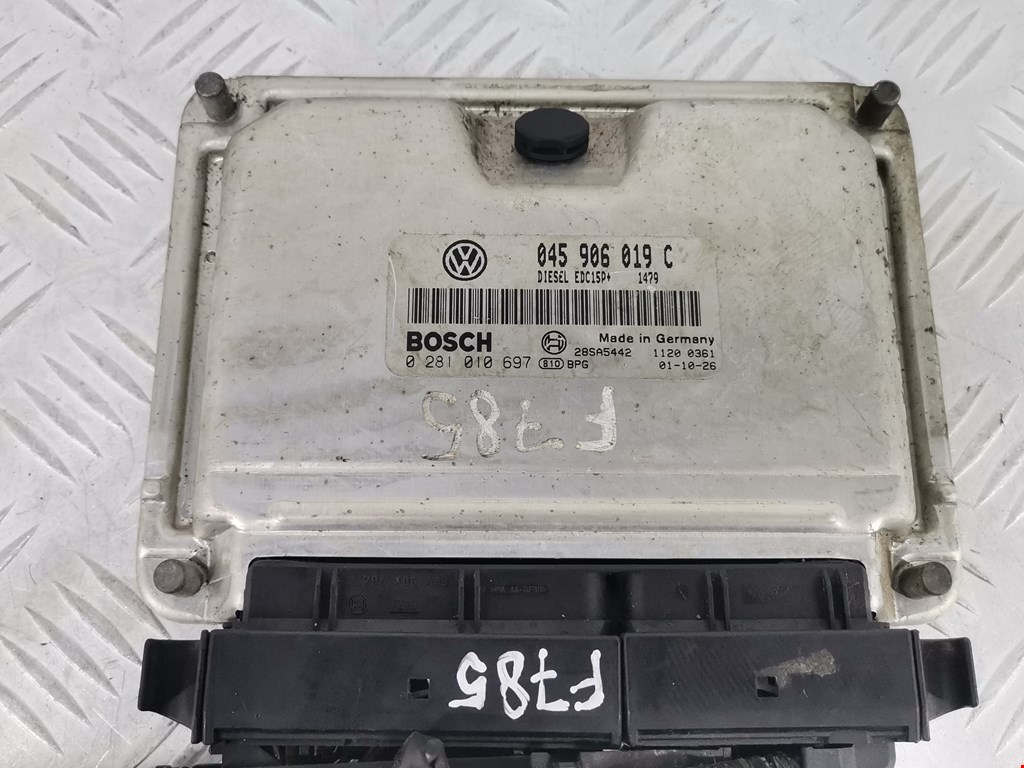 045 906 019 C
DIESEL EDC15P+ 1479
BOSCH Made in Germany
28SA5442 1120 0361
0 281 010 697 810 BPG 01-10-26
F785
F785